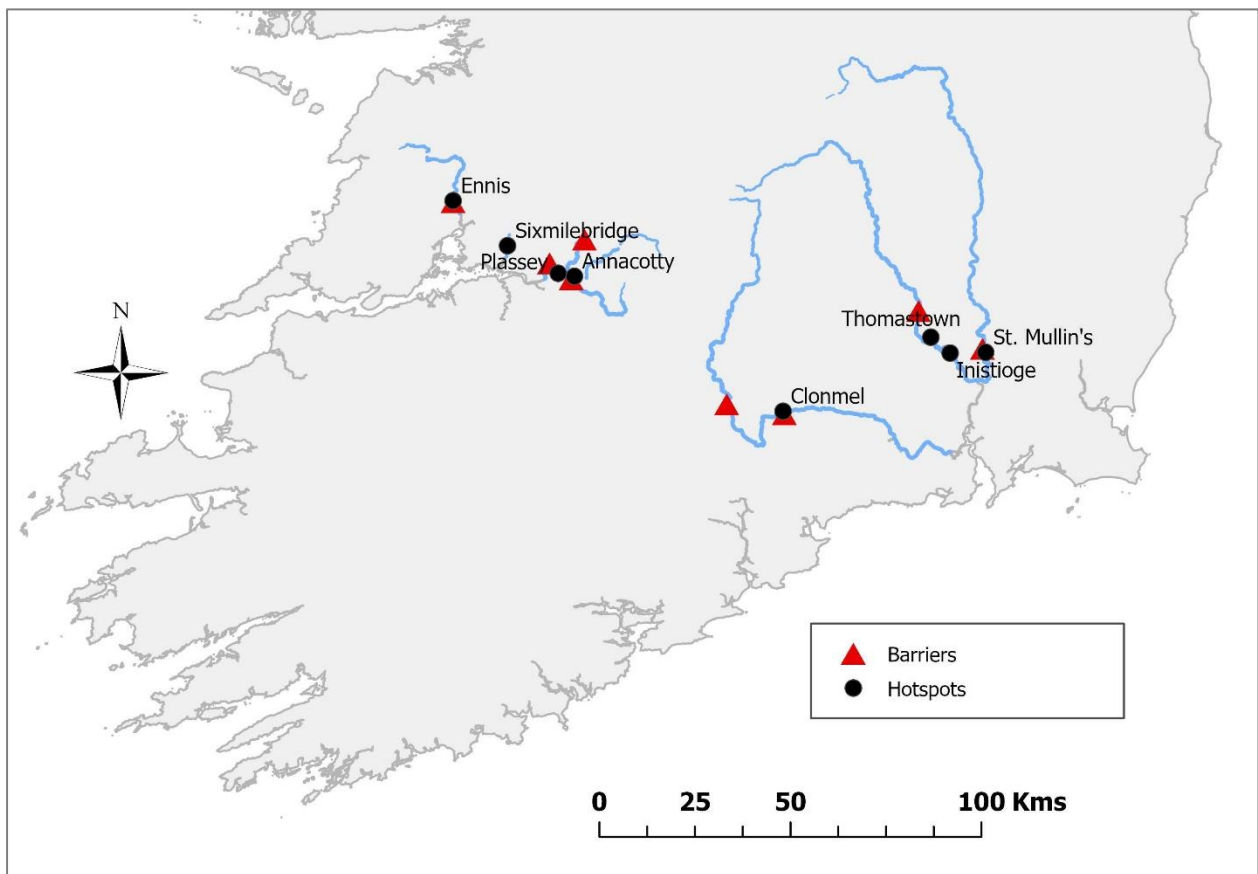 Ennis
Sixmilebridge
Plassey
Annacotty
N
Thomastown
St. Mullin's
Inistioge
Clonmel
Barriers
Hotspots
0 25 50 100 Kms